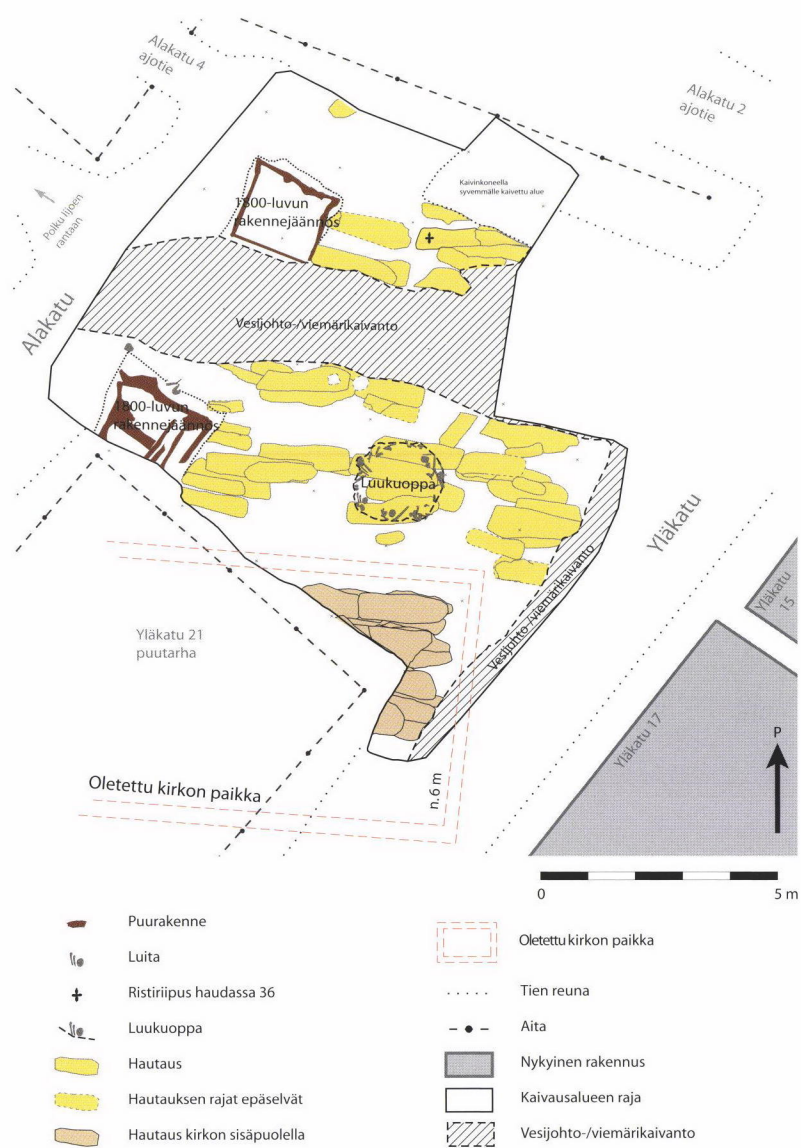 Alakatu 4
ajotie
Alakatu 2
ajotie
Kaivinkoneella
syvemmälle kaivettu alue
Poiku Iijoen
rantaan
1800-luvun
rakennejäännös
Alakatu
Vesijohto-/viemärikaivanto
1800-luvun
rakennejäännös
Luukuoppa
Yläkatu
Yläkatu
15
Vesijohto-/viemärikaivanto
Yläkatu 21
puutarha
Yläkatu 17
P
Oletettu kirkon paikka
n.6 m
0
5 m
Puurakenne
Luita
Ristiriipus haudassa 36
Luukuoppa
Hautaus
Hautauksen rajat epäselvät
Hautaus kirkon sisäpuolella
Oletettu kirkon paikka
Tien reuna
Aita
Nykyinen rakennus
Kaivausalueen raja
Vesijohto-/viemärikaivanto